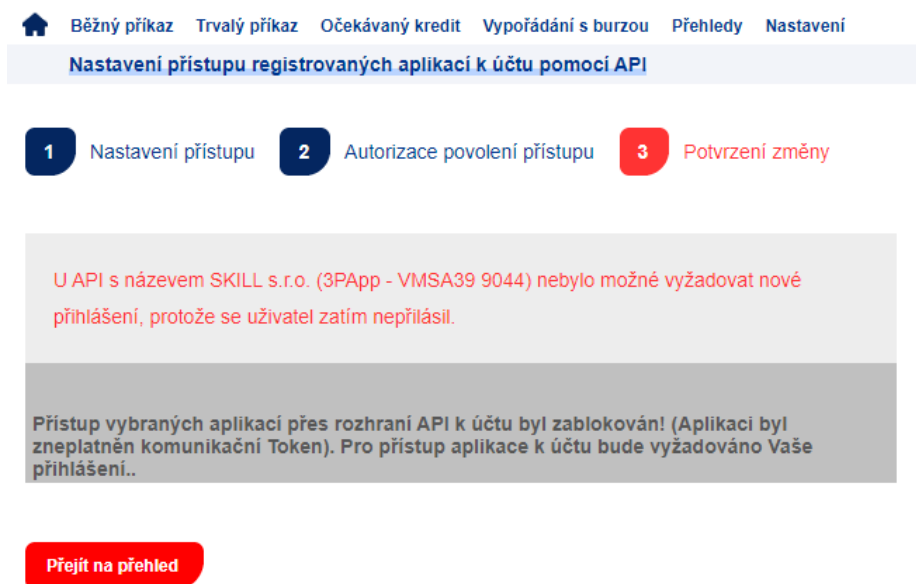 Běžný příkaz Trvalý příkaz Očekávaný kredit Vypořádání s burzou Přehledy Nastavení
Nastavení přístupu registrovaných aplikací k účtu pomocí API
1 Nastavení přístupu 2 Autorizace povolení přístupu 3 Potvrzení změny
U API s názevem SKILL s.r.o. (3PApp - VMSA39 9044) nebylo možné vyžadovat nové
přihlášení, protože se uživatel zatím nepřilásil.
Přístup vybraných aplikací přes rozhraní API k účtu byl zablokován! (Aplikaci byl
zneplatněn komunikační Token). Pro přístup aplikace k účtu bude vyžadováno Vaše
přihlášení..
Přejít na přehled